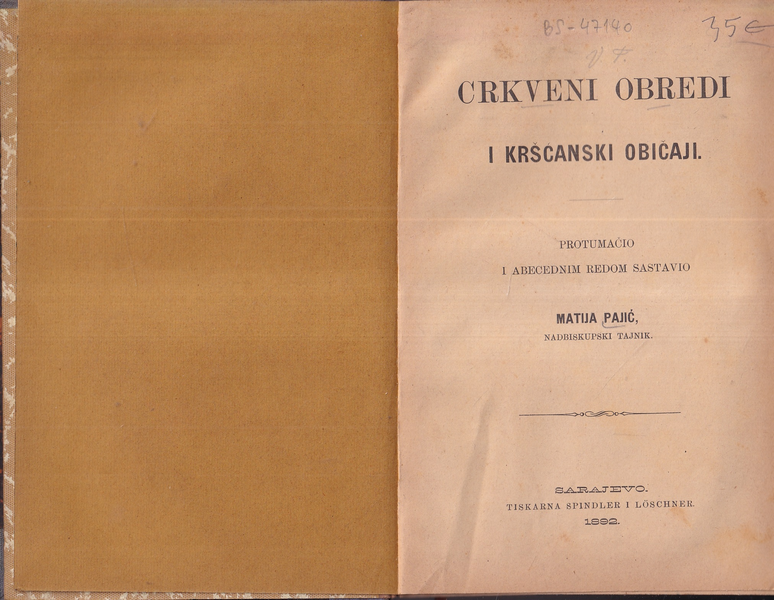 BS-47140
35€
CRKVENI OBREDI
I KRŠĆANSKI OBIČAJI.
PROTUMAČIO
I ABECEDNIM REDOM SASTAVIO
MATIJA PAJIĆ,
NADBISKUPSKI TAJNIK.
SARAJEVO.
TISKARNA SPINDLER I LÖSCHNER.
1892.